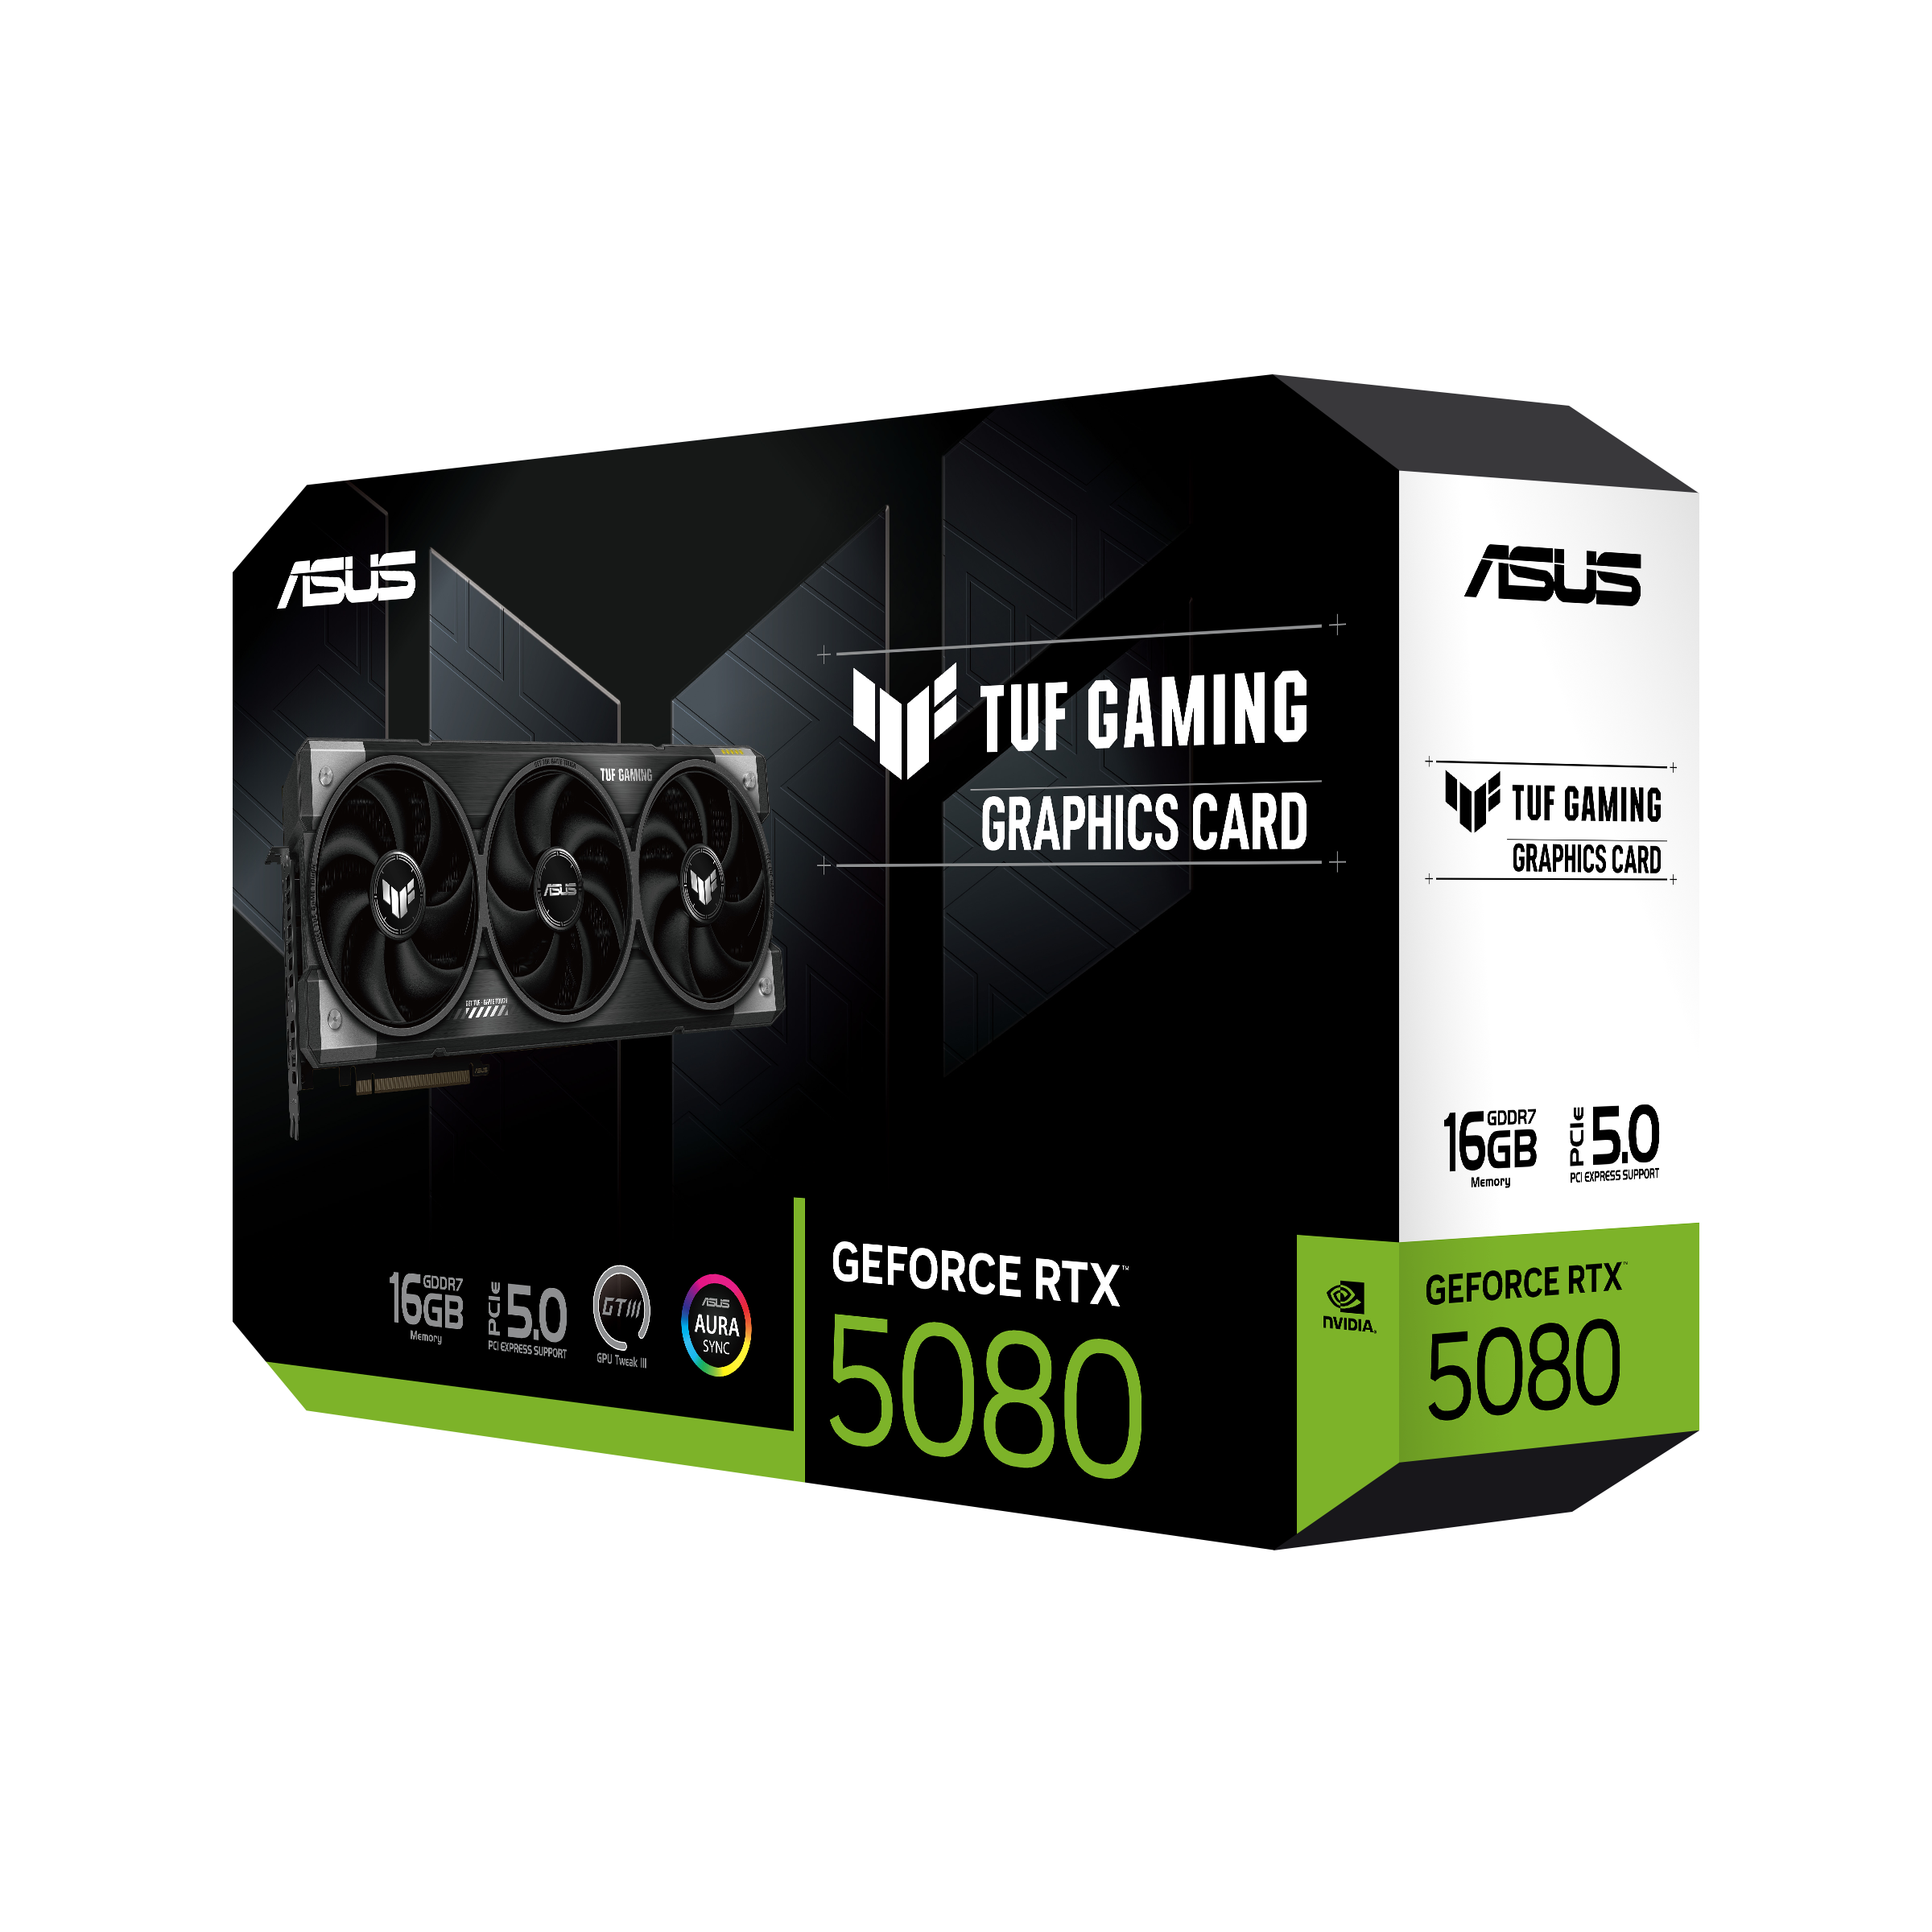 ASUS
TUF GAMING
GRAPHICS CARD
TUF GAMING
ASUS
16GB
GDDR7
Memory
PCIe 5.0
PCI EXPRESS SUPPORT
GTIII
GPU Tweak III
ASUS
AURA
SYNC
GEFORCE RTX™
5080
NVIDIA.
ASUS
TUF GAMING
GRAPHICS CARD
16GB
GDDR7
Memory
PCIe 5.0
PCI EXPRESS SUPPORT
GEFORCE RTX™
5080